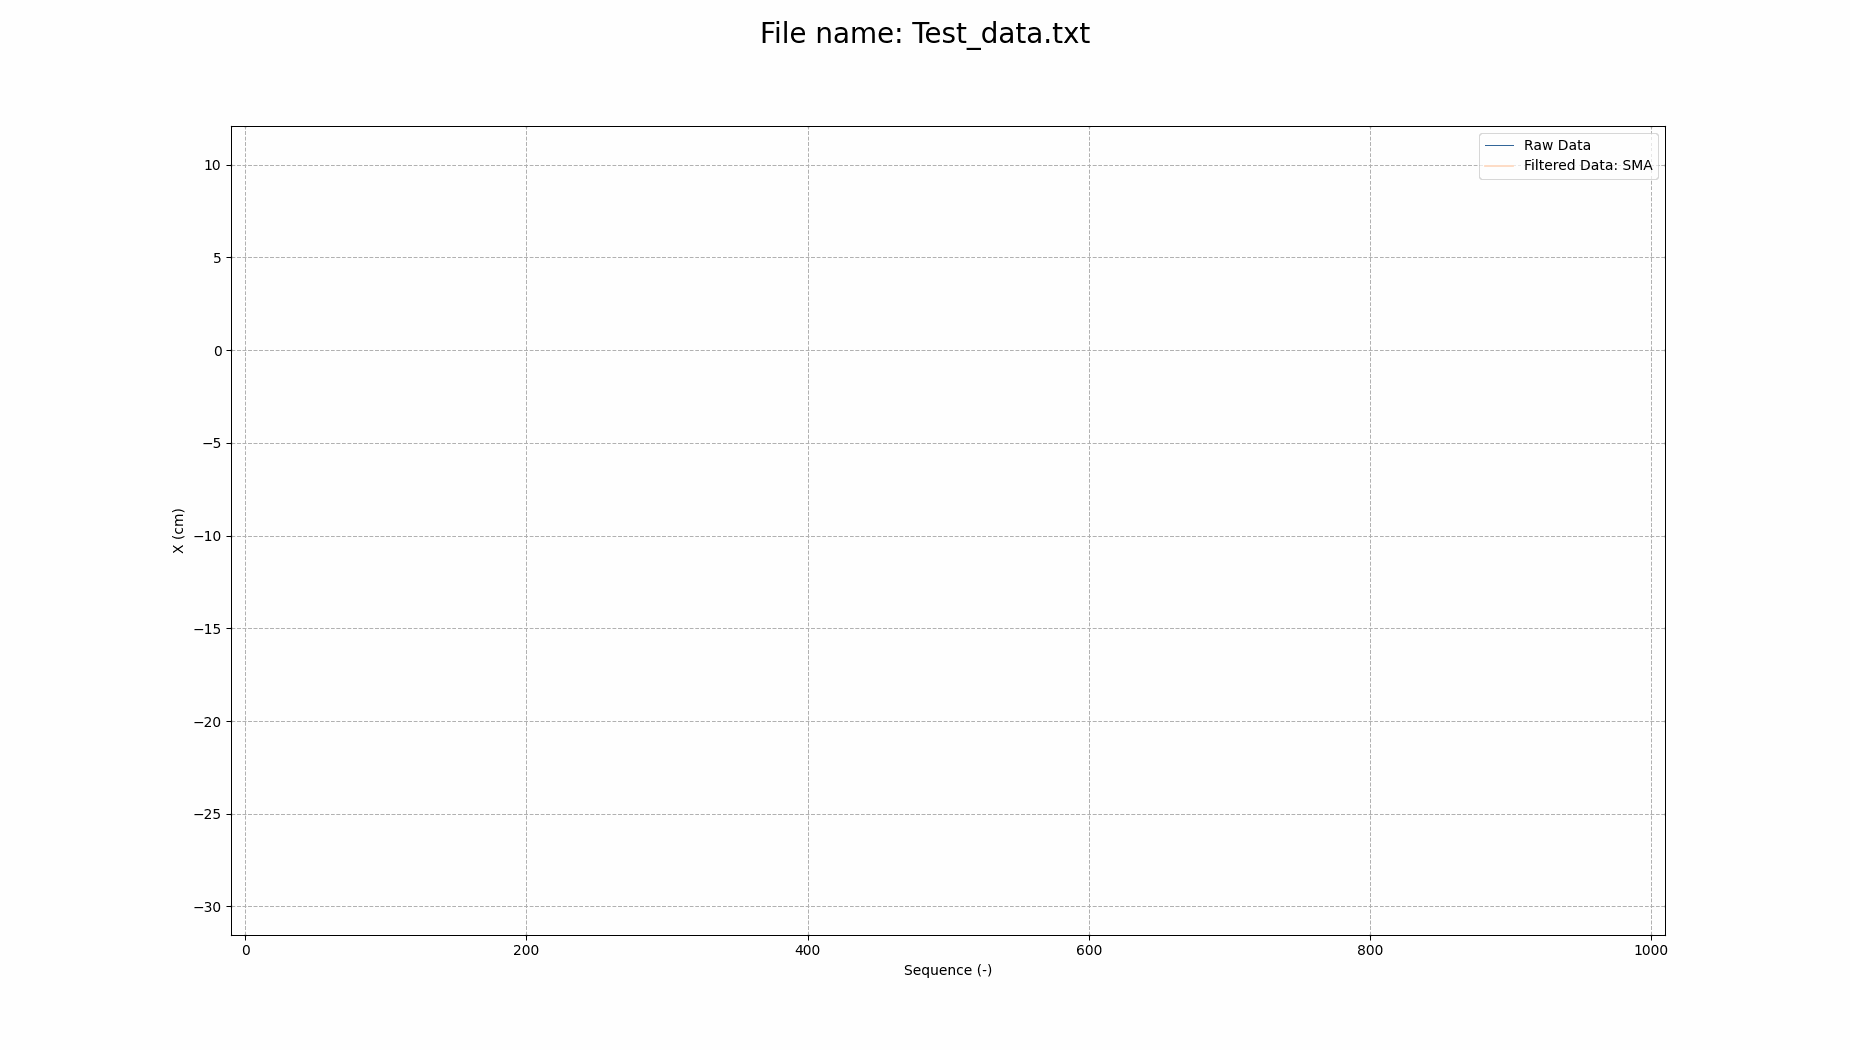 File name: Test_data.txt
Raw Data
Filtered Data: SMA
10
5
0
−5
−10
−15
−20
−25
−30
X (cm)
0 200 400 600 800 1000
Sequence (-)